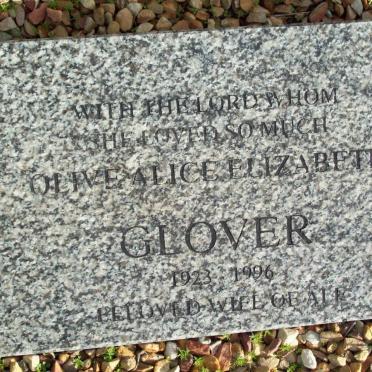 WITH THE LORD WHOM
SHE LOVED SO MUCH
OLIVE ALICE ELIZABETH
GLOVER
1923 - 1996
BELOVED WIFE OF ALF